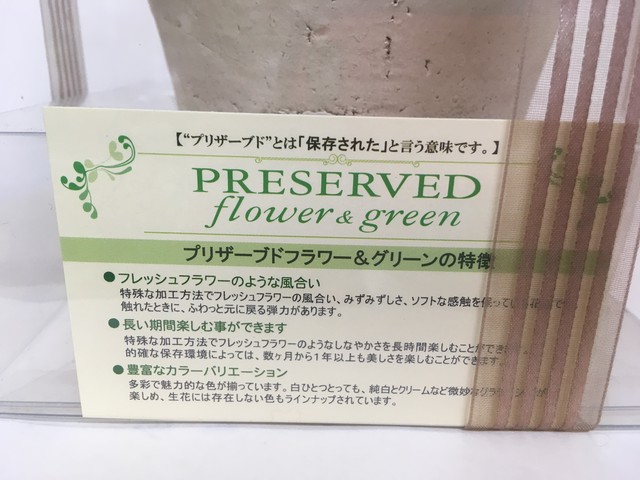 【“プリザーブド”とは「保存された」と言う意味です。】
PRESERVED
flower & green
プリザーブドフラワー＆グリーンの特徴
●フレッシュフラワーのような風合い
特殊な加工方法でフレッシュフラワーの風合い、みずみずしさ、ソフトな感触を保って
触れたときに、ふわっと元に戻る弾力があります。
●長い期間楽しむ事ができます
特殊な加工方法でフレッシュフラワーのようなしなやかさを長時間楽しむことができ
的確な保存環境によっては、数ヶ月から1年以上も美しさを楽しむことができます。
●豊富なカラーバリエーション
多彩で魅力的な色が揃っています。白ひとつとっても、純白とクリームなど微妙な
楽しめ、生花には存在しない色もラインナップされています。